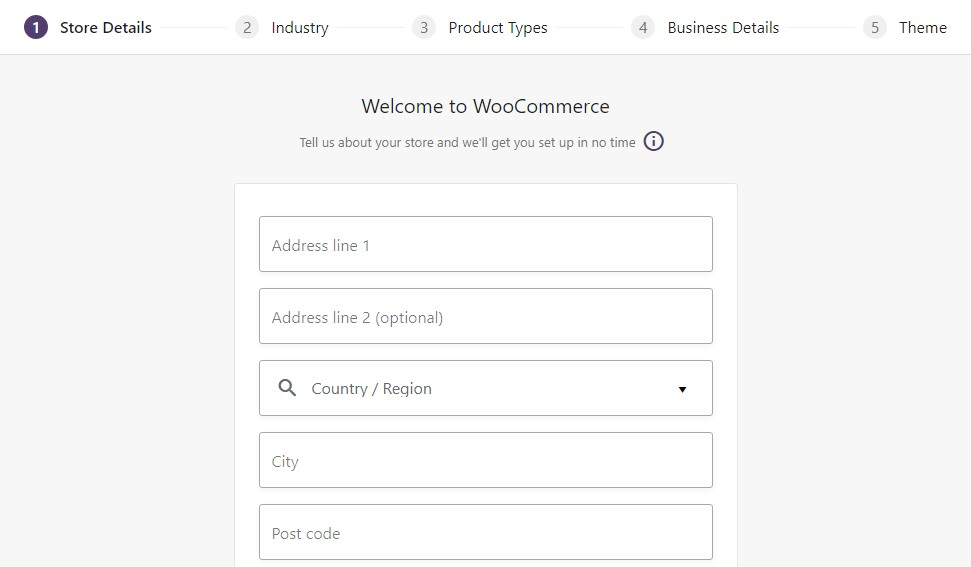 1 Store Details 2 Industry 3 Product Types 4 Business Details 5 Theme
Welcome to WooCommerce
Tell us about your store and we'll get you set up in no time
Address line 1
Address line 2 (optional)
Country / Region
City
Post code